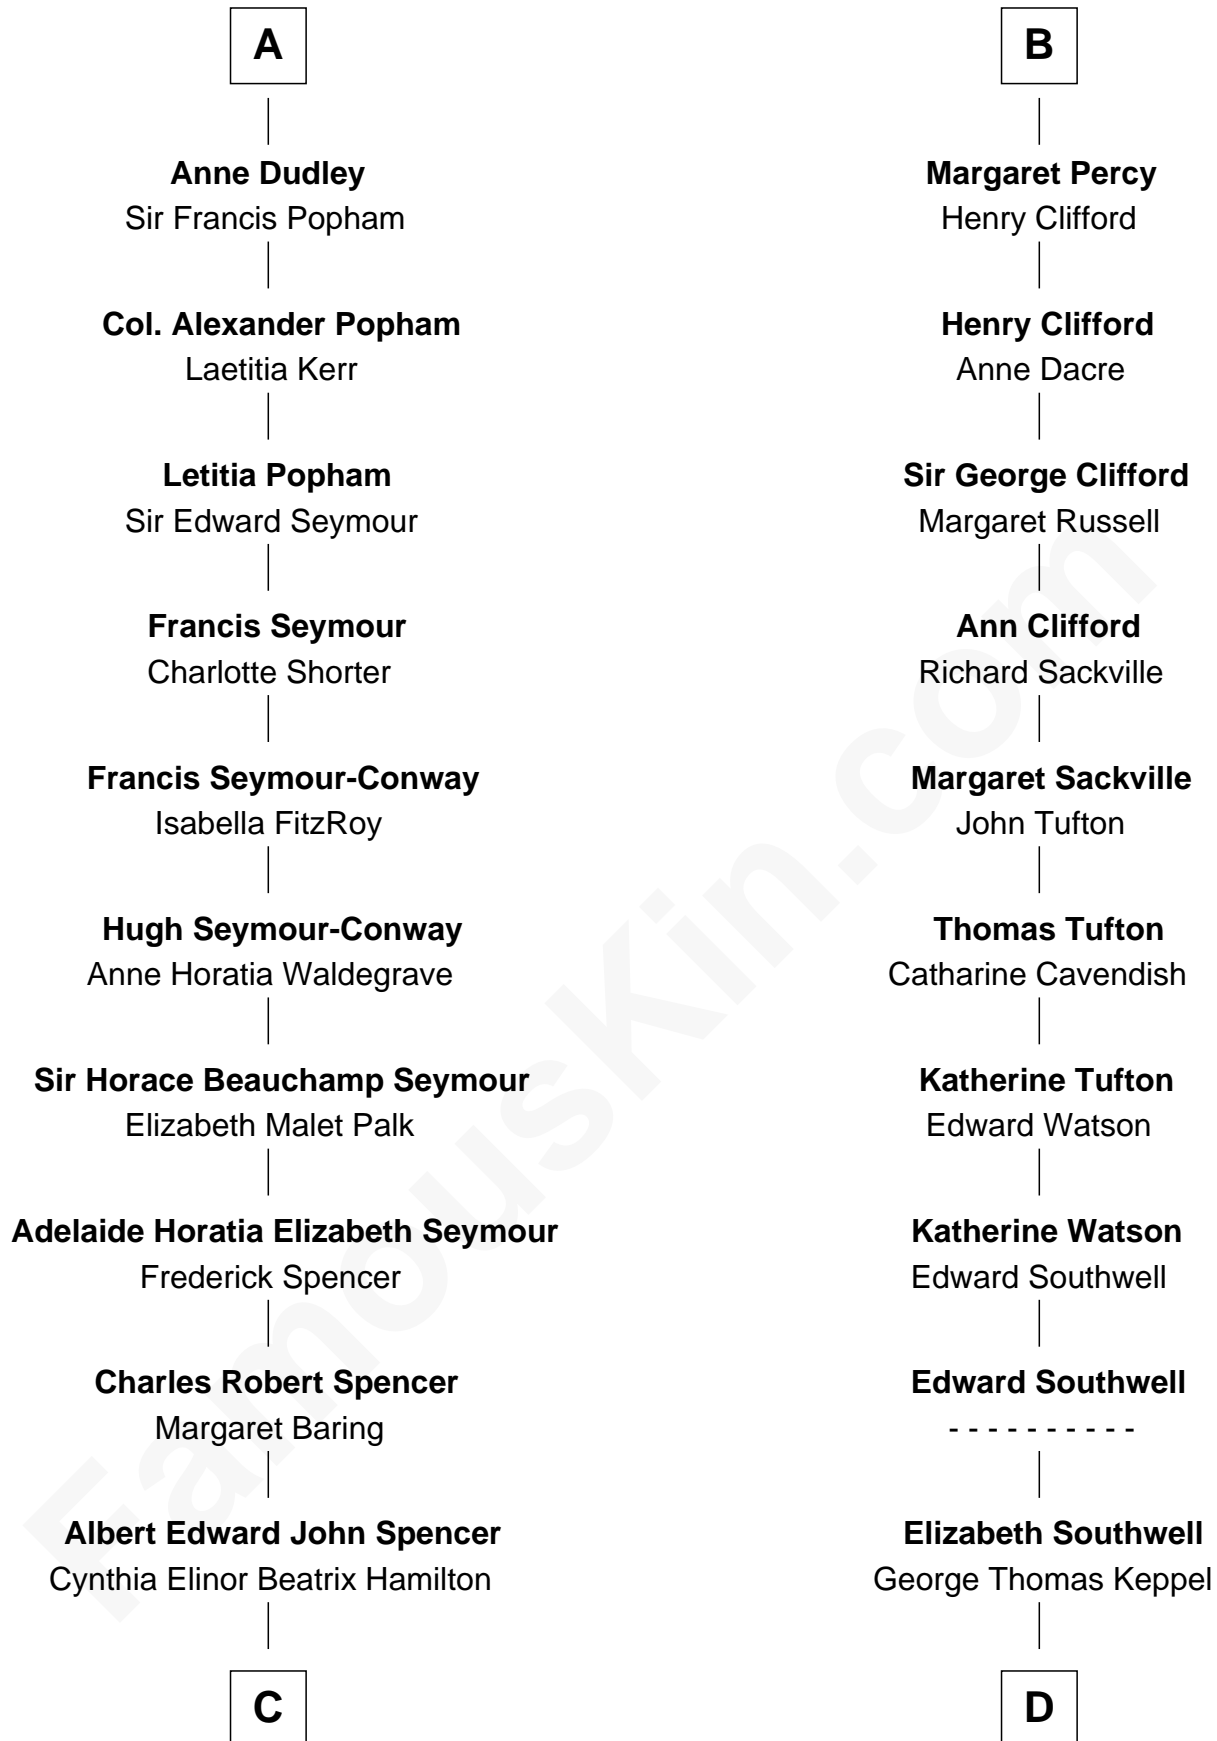 A
Anne Dudley
Sir Francis Popham
Col. Alexander Popham
Laetitia Kerr
Letitia Popham
Sir Edward Seymour
Francis Seymour
Charlotte Shorter
Francis Seymour-Conway
Isabella FitzRoy
Hugh Seymour-Conway
Anne Horatia Waldegrave
Sir Horace Beauchamp Seymour
Elizabeth Malet Palk
Adelaide Horatia Elizabeth Seymour
Frederick Spencer
Charles Robert Spencer
Margaret Baring
Albert Edward John Spencer
Cynthia Elinor Beatrix Hamilton
C
B
Margaret Percy
Henry Clifford
Henry Clifford
Anne Dacre
Sir George Clifford
Margaret Russell
Ann Clifford
Richard Sackville
Margaret Sackville
John Tufton
Thomas Tufton
Catharine Cavendish
Katherine Tufton
Edward Watson
Katherine Watson
Edward Southwell
Edward Southwell
- - - - - - - - - -
Elizabeth Southwell
George Thomas Keppel
D
FamousKin.com